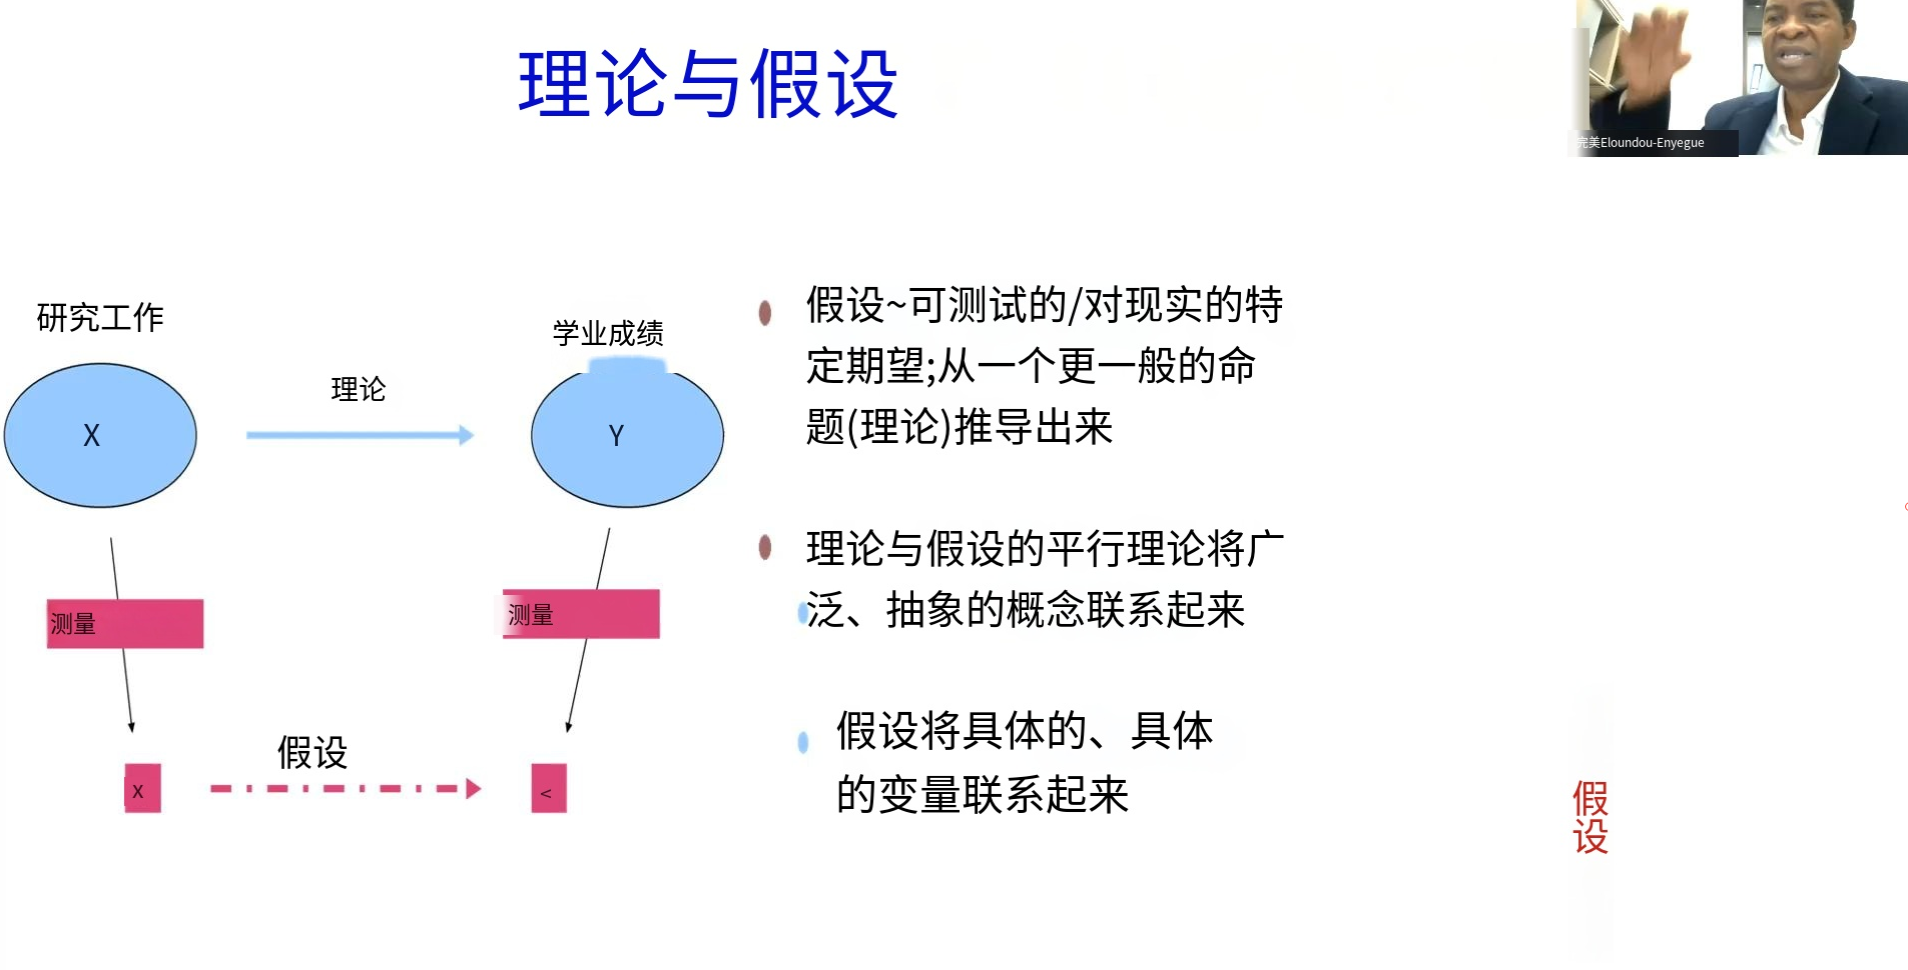 理论与假设
完美Eloundou-Enyegue
研究工作
学业成绩
理论
X
Y
测量
测量
假设
x
<
假设~可测试的/对现实的特
定期望;从一个更一般的命
题(理论)推导出来
理论与假设的平行理论将广
泛、抽象的概念联系起来
假设将具体的、具体
的变量联系起来
假
设